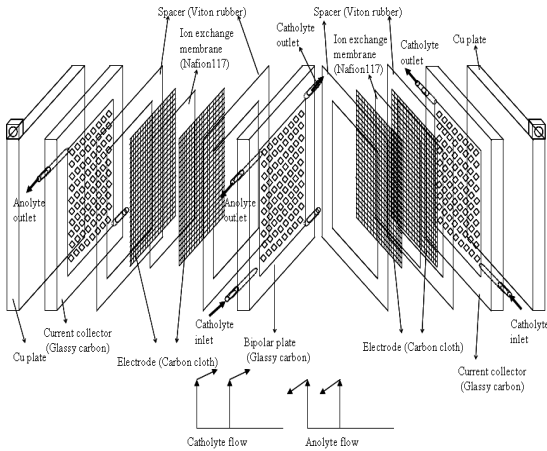 Spacer (Viton rubber)
Spacer (Viton rubber)
Ion exchange
membrane
(Nafion117)
Catholyte
outlet
Ion exchange
membrane
(Nafion117)
Catholyte
outlet
Cu plate
Anolyte
outlet
Anolyte
outlet
Catholyte
inlet
Catholyte
inlet
Current collector
(Glassy carbon)
Cu plate
Electrode (Carbon cloth)
Bipolar plate
(Glassy carbon)
Electrode (Carbon cloth)
Current collector
(Glassy carbon)
Catholyte flow
Anolyte flow